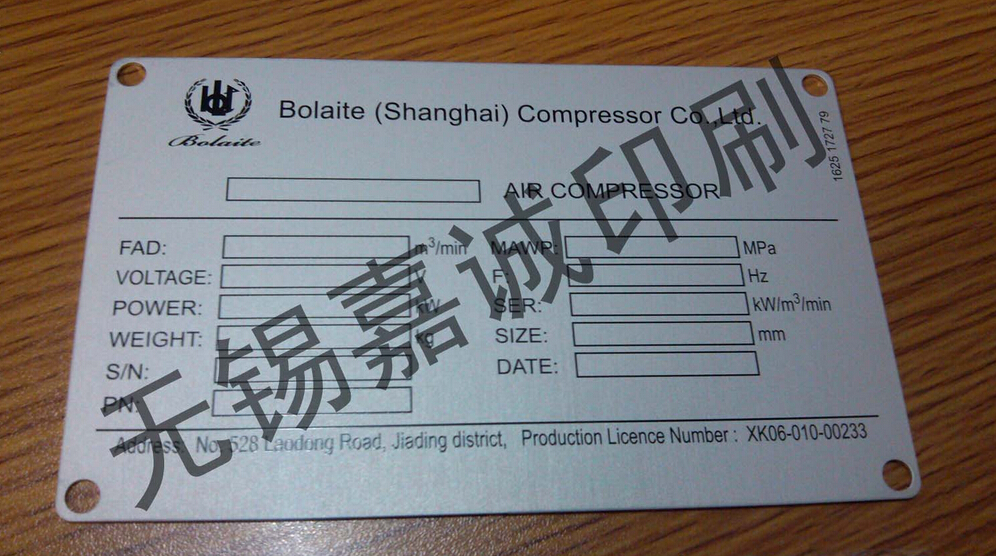 Bolaite
Bolaite (Shanghai) Compressor Co.,Ltd.
1625 1727 79
AIR COMPRESSOR
FAD: m³/min MAWP: MPa
VOLTAGE: V F: Hz
POWER: kW SER: kW/m³/min
WEIGHT: kg SIZE: mm
S/N: DATE:
PN:
Address: No. 528 Laodong Road, Jiading district, Production Licence Number : XK06-010-00233
无锡嘉诚印刷